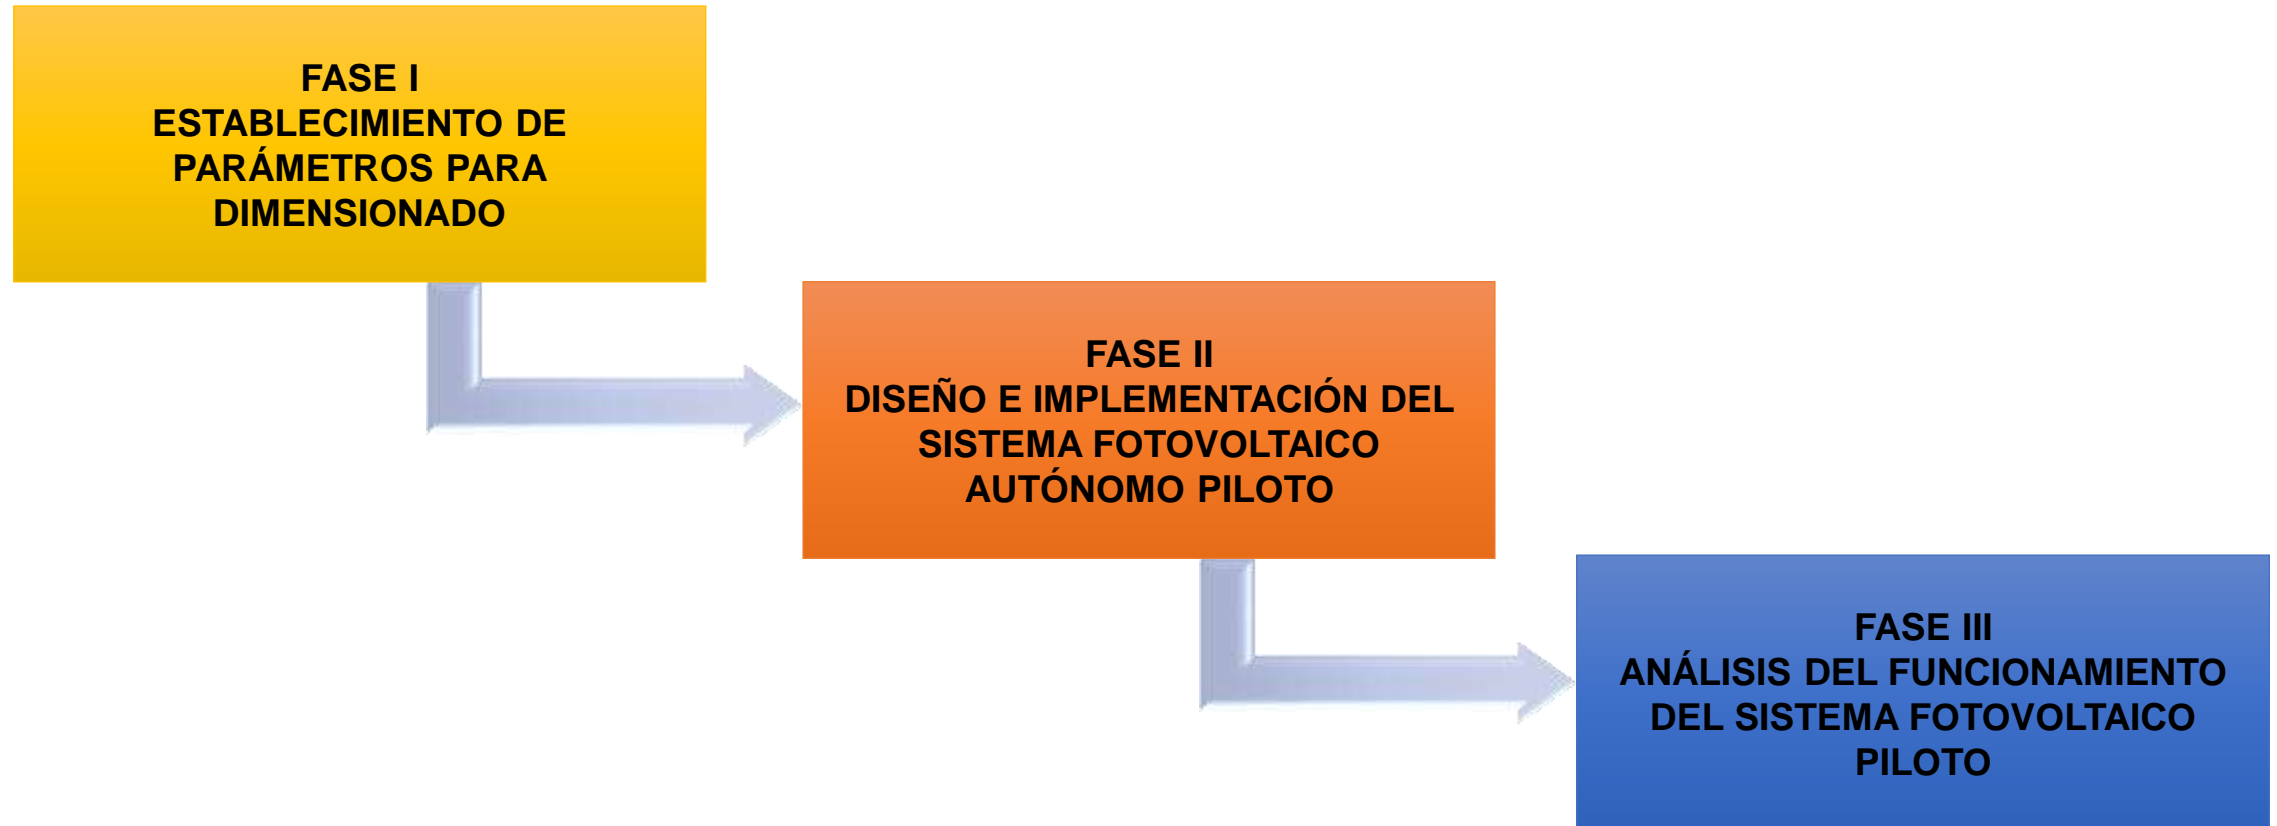 FASE I
ESTABLECIMIENTO DE
PARÁMETROS PARA
DIMENSIONADO
FASE II
DISEÑO E IMPLEMENTACIÓN DEL
SISTEMA FOTOVOLTAICO
AUTÓNOMO PILOTO
FASE III
ANÁLISIS DEL FUNCIONAMIENTO
DEL SISTEMA FOTOVOLTAICO
PILOTO